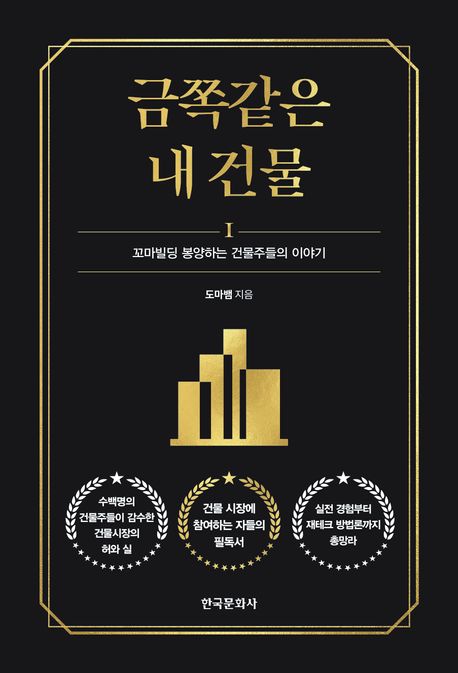 금쪽같은
내 건물
I
꼬마빌딩 봉양하는 건물주들의 이야기
도마뱀 지음
수백명의
건물주들이 감수한
건물시장의
허와 실
건물 시장에
참여하는 자들의
필독서
실전 경험부터
재테크 방법론까지
총망라
한국문화사